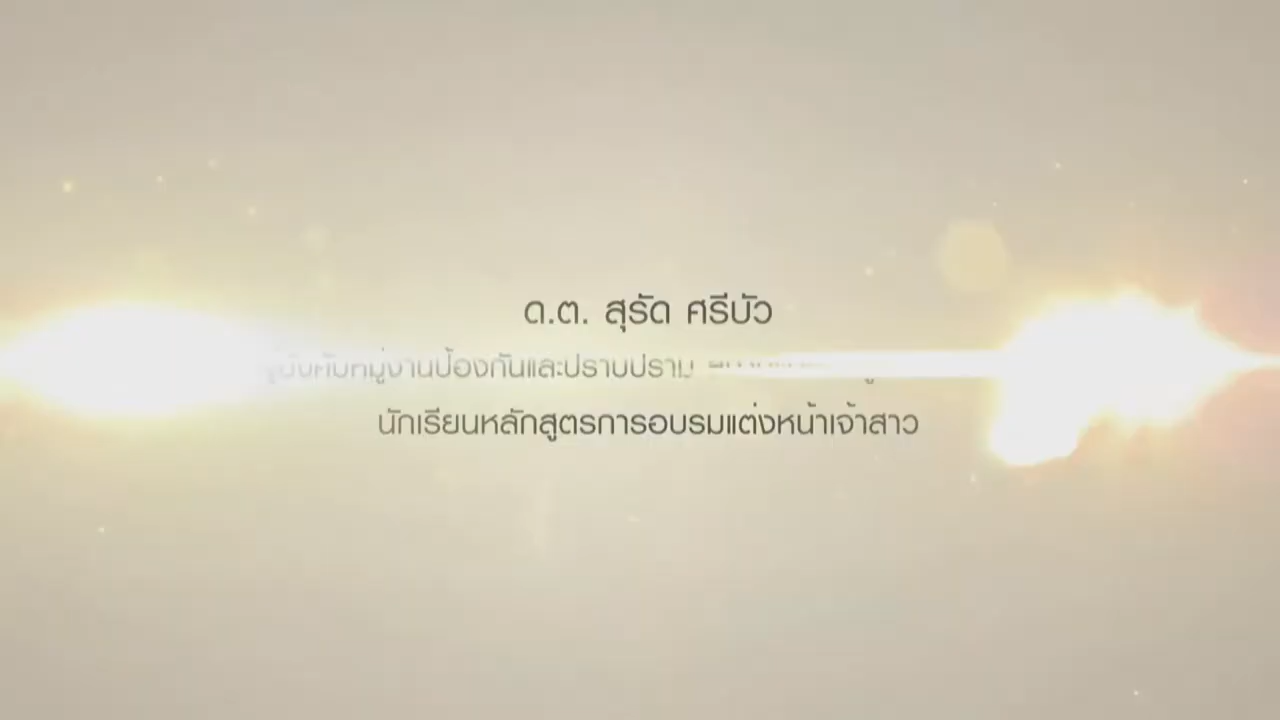 ด.ต. สุรัด ศรีบัว
ผู้บังคับหมู่งานป้องกันและปราบปราม
นักเรียนหลักสูตรการอบรมแต่งหน้าเจ้าสาว